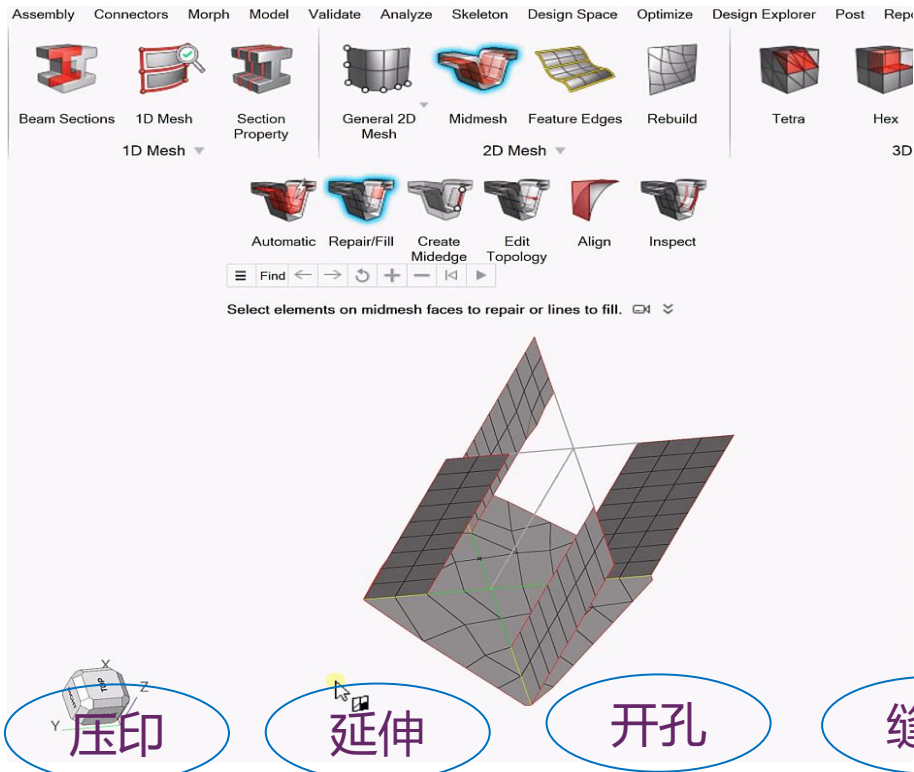 Assembly Connectors Morph Model Validate Analyze Skeleton Design Space Optimize Design Explorer Post
Beam Sections 1D Mesh Section Property General 2D Mesh Midmesh Feature Edges Rebuild Tetra Hex
1D Mesh 2D Mesh 3D
Automatic Repair/Fill Create Midedge Edit Topology Align Inspect
Find
Select elements on midmesh faces to repair or lines to fill.
X
TOP
Z
Y
压印 延伸 开孔